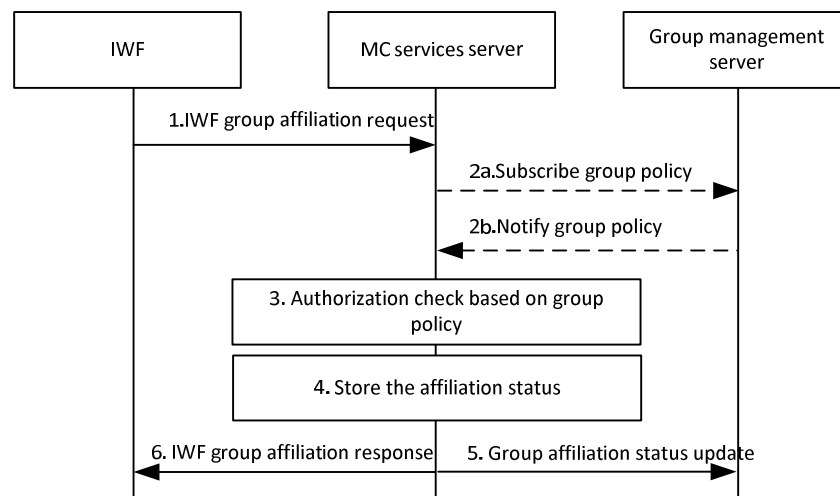 IWF
MC services server
Group management
server
1.IWF group affiliation request
2a.Subscribe group policy
2b.Notify group policy
3. Authorization check based on group
policy
4. Store the affiliation status
6. IWF group affiliation response
5. Group affiliation status update